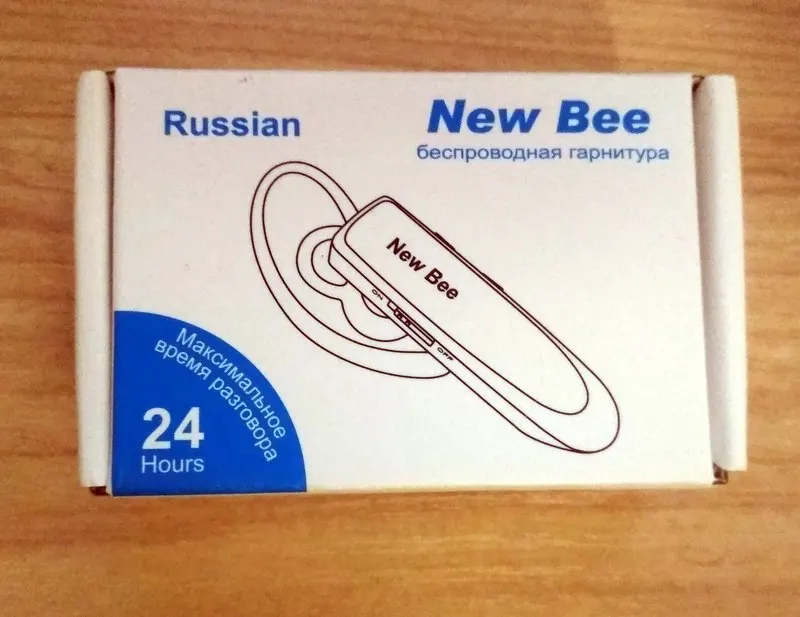 Russian
New Bee
беспроводная гарнитура
New Bee
ON
OFF
Максимальное
время разговора
24
Hours